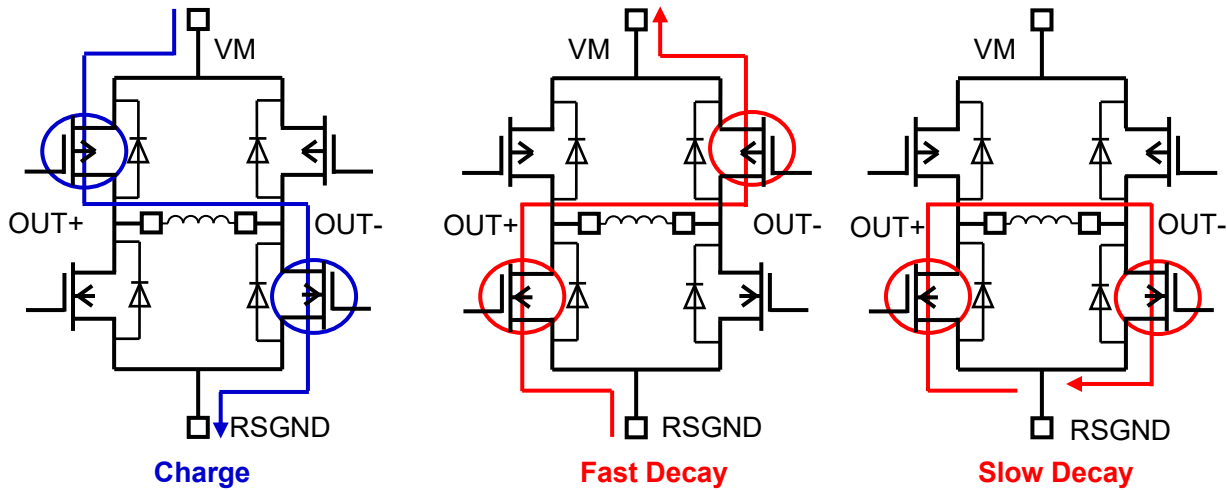 VM
VM
VM
OUT+
OUT-
OUT+
OUT-
OUT+
OUT-
RSGND
RSGND
RSGND
Charge
Fast Decay
Slow Decay